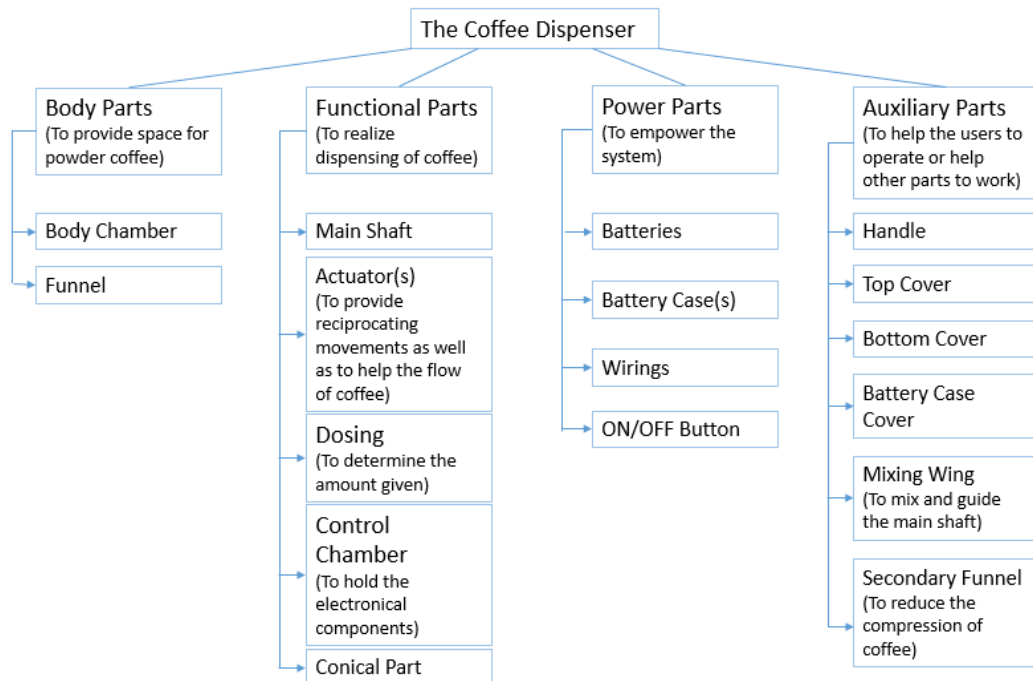 The Coffee Dispenser
Body Parts
(To provide space for
powder coffee)
Body Chamber
Funnel
Functional Parts
(To realize
dispensing of coffee)
Main Shaft
Actuator(s)
(To provide
reciprocating
movements as well
as to help the flow
of coffee)
Dosing
(To determine the
amount given)
Control
Chamber
(To hold the
electronical
components)
Conical Part
Power Parts
(To empower the
system)
Batteries
Battery Case(s)
Wirings
ON/OFF Button
Auxiliary Parts
(To help the users to
operate or help
other parts to work)
Handle
Top Cover
Bottom Cover
Battery Case
Cover
Mixing Wing
(To mix and guide
the main shaft)
Secondary Funnel
(To reduce the
compression of
coffee)